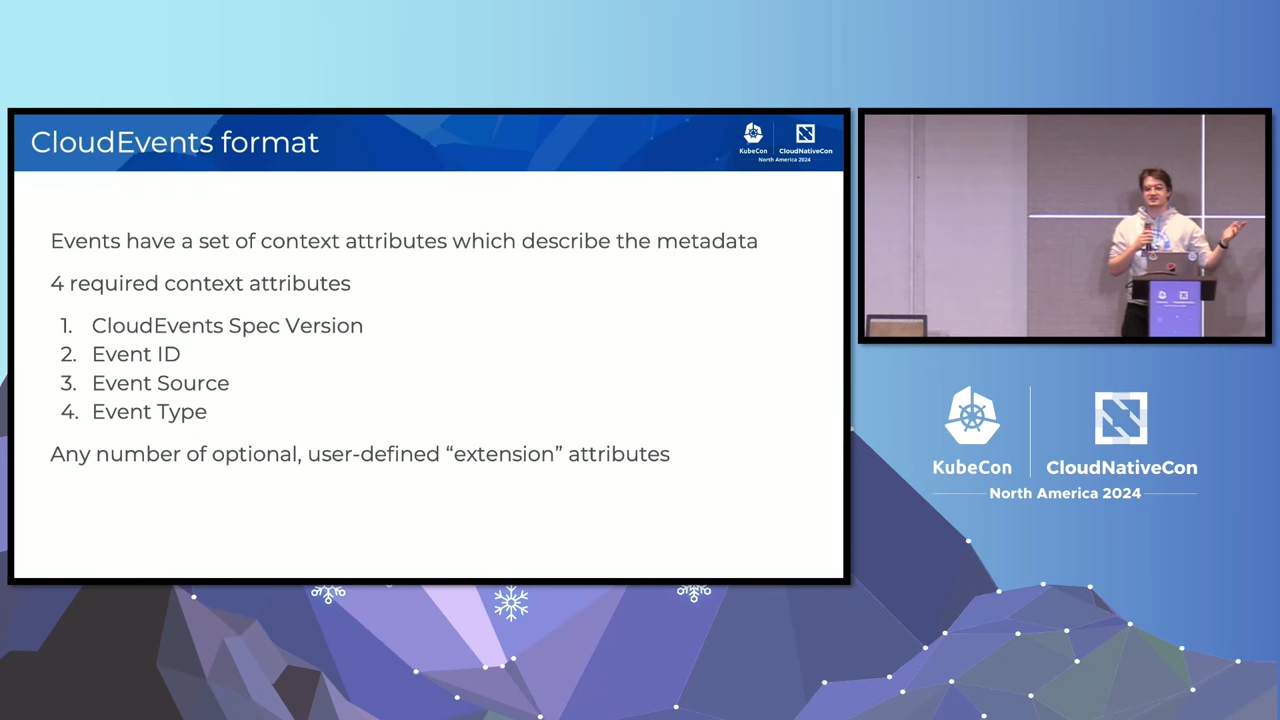 CloudEvents format
KubeCon
CloudNativeCon
North America 2024
Events have a set of context attributes which describe the metadata
4 required context attributes
1. CloudEvents Spec Version
2. Event ID
3. Event Source
4. Event Type
Any number of optional, user-defined “extension” attributes
KubeCon
CloudNativeCon
North America 2024